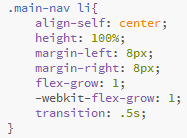 .main-nav li{
    align-self: center;
    height: 100%;
    margin-left: 8px;
    margin-right: 8px;
    flex-grow: 1;
    -webkit-flex-grow: 1;
    transition: .5s;
}